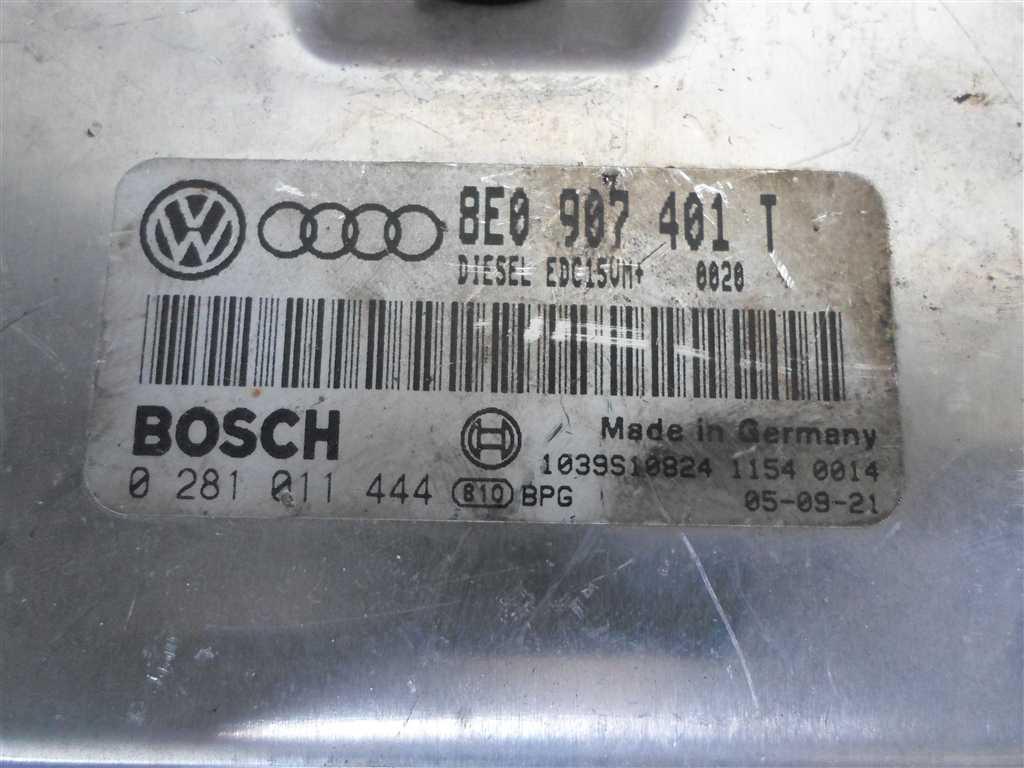 8E0 907 401 T
DIESEL EDC15VM+ 0020
BOSCH
Made in Germany
0 281 011 444
810 BPG
1039S10824 1154 0014
05-09-21